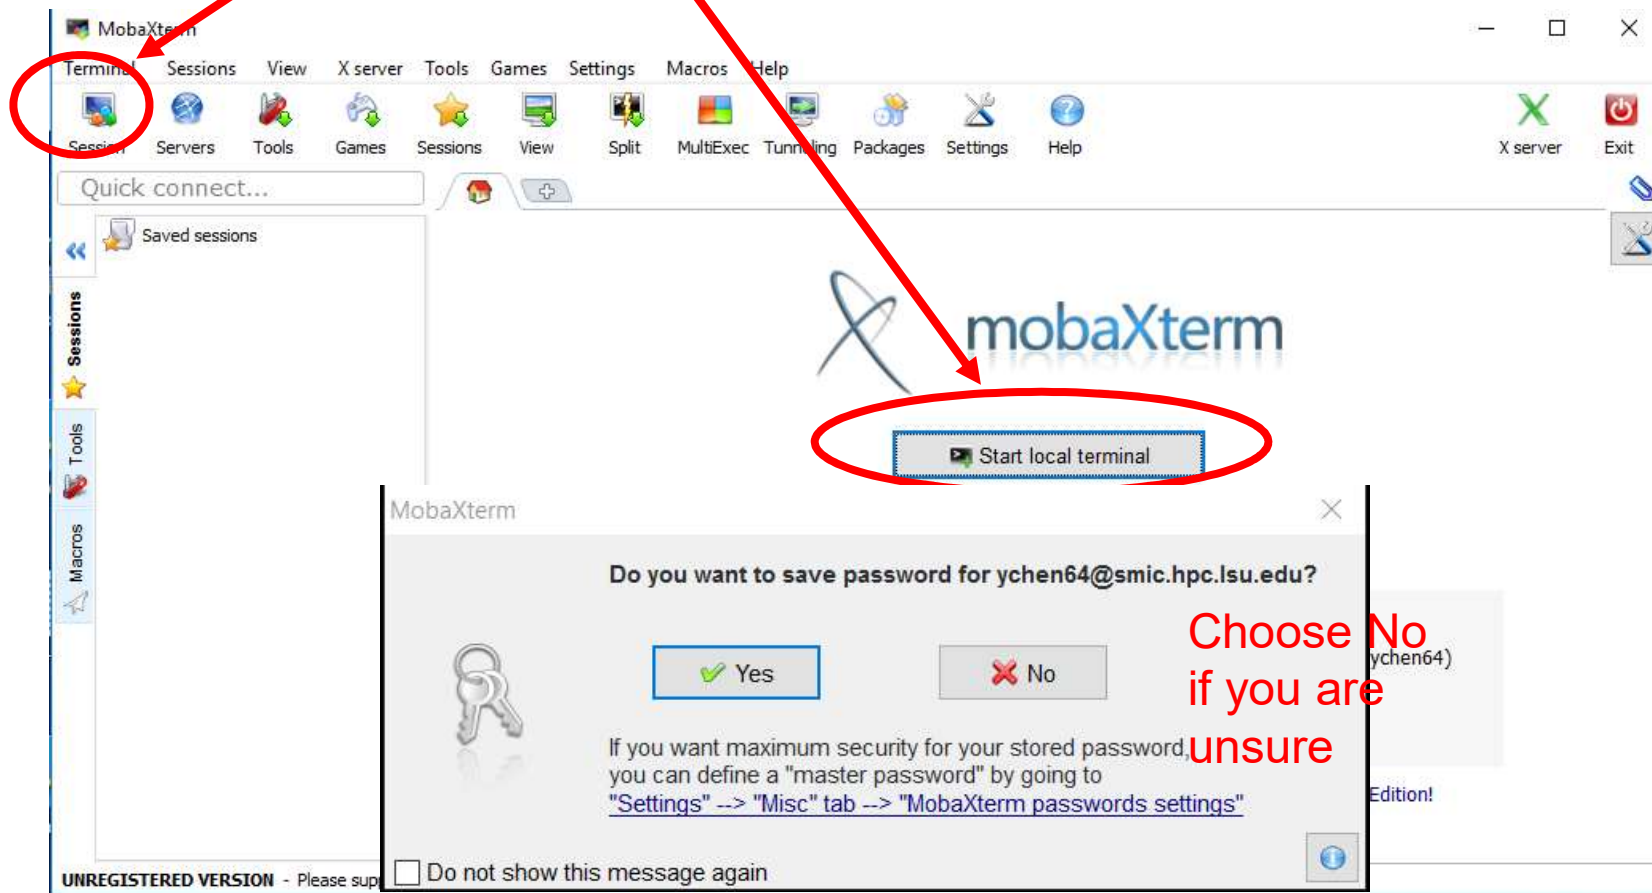 MobaXterm
Terminal Sessions View X server Tools Games Settings Macros Help
Session Servers Tools Games Sessions View Split MultiExec Tunneling Packages Settings Help X server Exit
Quick connect...
Saved sessions
Sessions
Tools
Macros
mobaXterm
Start local terminal
MobaXterm
Do you want to save password for ychen64@smic.hpc.lsu.edu?
Yes
No
Choose No
if you are
unsure
ychen64)
If you want maximum security for your stored password,
you can define a "master password" by going to
"Settings" --> "Misc" tab --> "MobaXterm passwords settings"
Edition!
Do not show this message again
UNREGISTERED VERSION - Please sup